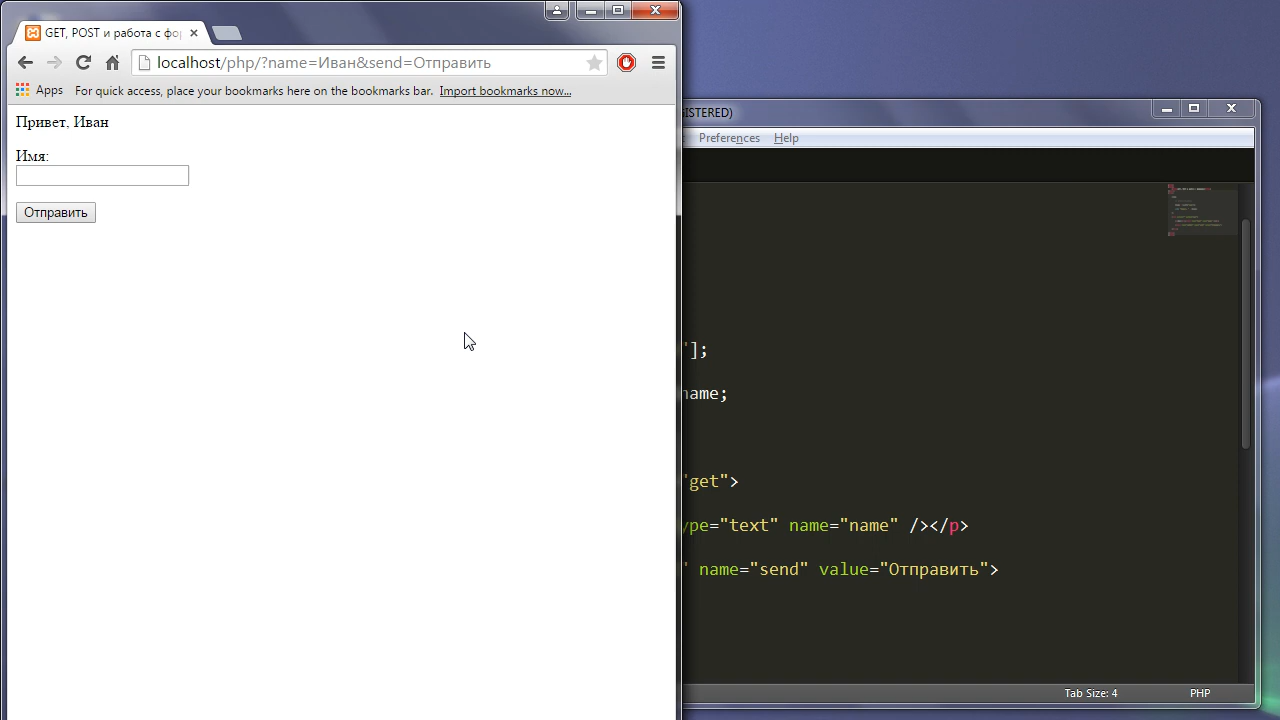 GET, POST и работа с фор
localhost/php/?name=Иван&send=Отправить
Apps For quick access, place your bookmarks here on the bookmarks bar. Import bookmarks now...
Привет, Иван
Имя:
Отправить
ISTERED)
Preferences Help
'];
name;
"get">
ype="text" name="name" /></p>
" name="send" value="Отправить">
Tab Size: 4 PHP